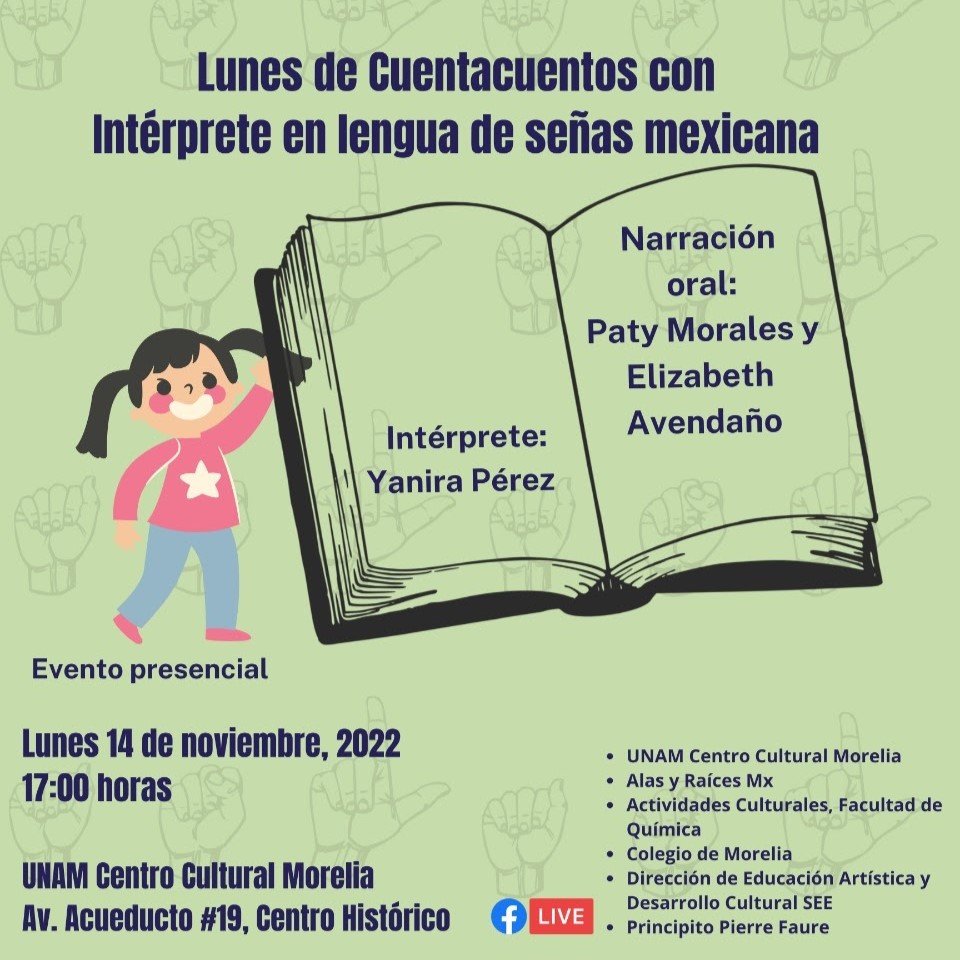 Lunes de Cuentacuentos con
Intérprete en lengua de señas mexicana
Narración
oral:
Paty Morales y
Elizabeth
Avendaño
Intérprete:
Yanira Pérez
Evento presencial
Lunes 14 de noviembre, 2022
17:00 horas
UNAM Centro Cultural Morelia
Av. Acueducto #19, Centro Histórico
f LIVE
• UNAM Centro Cultural Morelia
• Alas y Raíces Mx
• Actividades Culturales, Facultad de
Química
• Colegio de Morelia
• Dirección de Educación Artística y
Desarrollo Cultural SEE
• Principito Pierre Faure